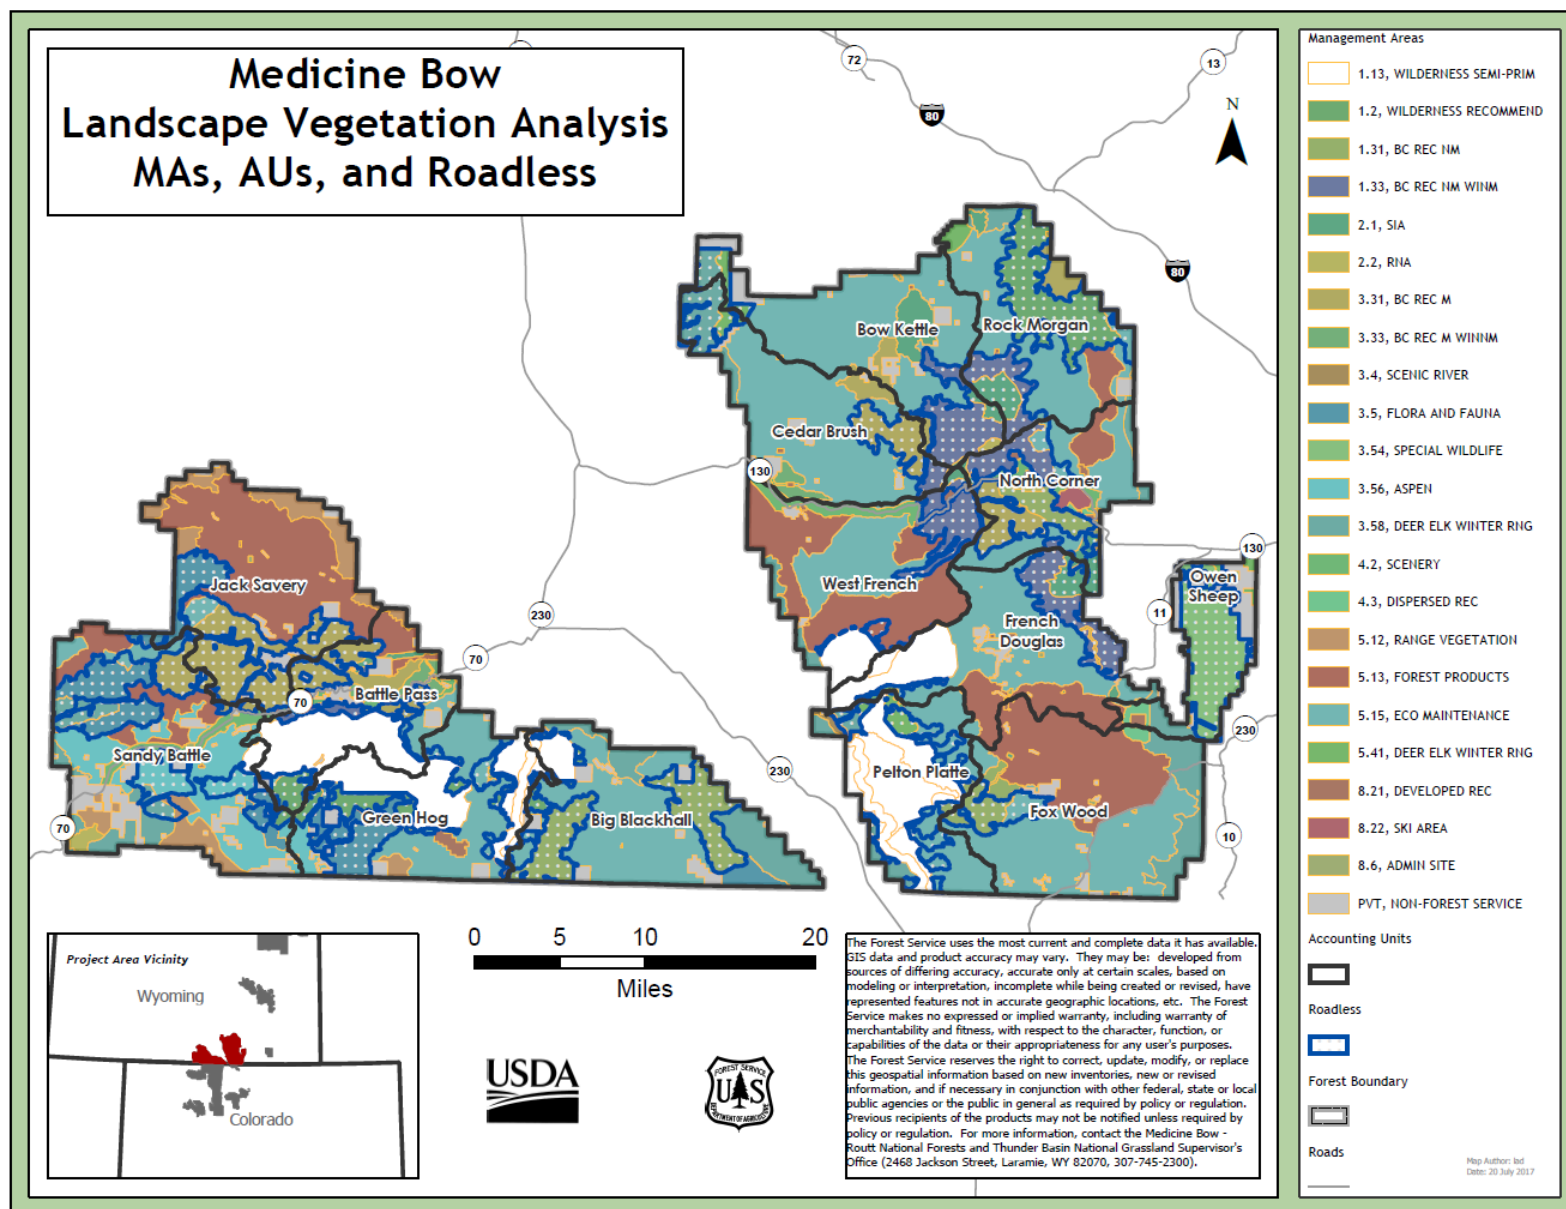 Medicine Bow
Landscape Vegetation Analysis
MAs, AUs, and Roadless
72
13
80
N
80
Bow Kettle
Rock Morgan
Cedar Brush
130
North Corner
West French
French
Douglas
Owen
Sheep
130
11
Jack Savery
230
70
70
Battle Pass
Sandy Battle
70
Green Hog
Big Blackhall
230
Pelton Platte
Fox Wood
230
10
Project Area Vicinity
Wyoming
Colorado
0 5 10 20
Miles
USDA
FOREST SERVICE
UAS
DEPARTMENT OF AGRICULTURE
The Forest Service uses the most current and complete data it has available.
GIS data and product accuracy may vary. They may be: developed from
sources of differing accuracy, accurate only at certain scales, based on
modeling or interpretation, incomplete while being created or revised, have
represented features not in accurate geographic locations, etc. The Forest
Service makes no expressed or implied warranty, including warranty of
merchantability and fitness, with respect to the character, function, or
capabilities of the data or their appropriateness for any user's purposes.
The Forest Service reserves the right to correct, update, modify, or replace
this geospatial information based on new inventories, new or revised
information, and if necessary in conjunction with other federal, state or local
public agencies or the public in general as required by policy or regulation.
Previous recipients of the products may not be notified unless required by
policy or regulation. For more information, contact the Medicine Bow -
Routt National Forests and Thunder Basin National Grassland Supervisor's
Office (2468 Jackson Street, Laramie, WY 82070, 307-745-2300).
Management Areas
1.13, WILDERNESS SEMI-PRIM
1.2, WILDERNESS RECOMMEND
1.31, BC REC NM
1.33, BC REC NM WINM
2.1, SIA
2.2, RNA
3.31, BC REC M
3.33, BC REC M WINNM
3.4, SCENIC RIVER
3.5, FLORA AND FAUNA
3.54, SPECIAL WILDLIFE
3.56, ASPEN
3.58, DEER ELK WINTER RNG
4.2, SCENERY
4.3, DISPERSED REC
5.12, RANGE VEGETATION
5.13, FOREST PRODUCTS
5.15, ECO MAINTENANCE
5.41, DEER ELK WINTER RNG
8.21, DEVELOPED REC
8.22, SKI AREA
8.6, ADMIN SITE
PVT, NON-FOREST SERVICE
Accounting Units
Roadless
Forest Boundary
Roads
Map Author: lad
Date: 20 July 2017